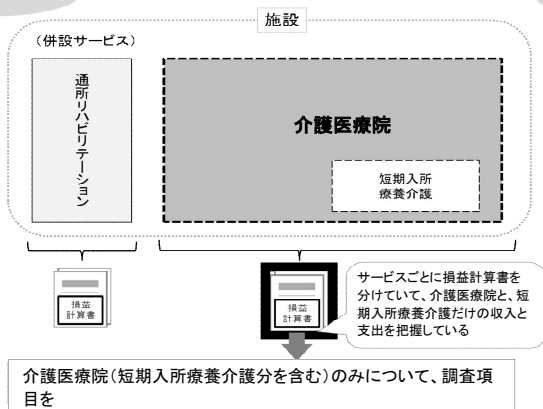 施設
(併設サービス)
通所リハビリテーション
介護医療院
短期入所
療養介護
損益
計算書
損益
計算書
サービスごとに損益計算書を
分けていて、介護医療院と、短
期入所療養介護だけの収入と
支出を把握している
介護医療院(短期入所療養介護分を含む)のみについて、調査項
目を